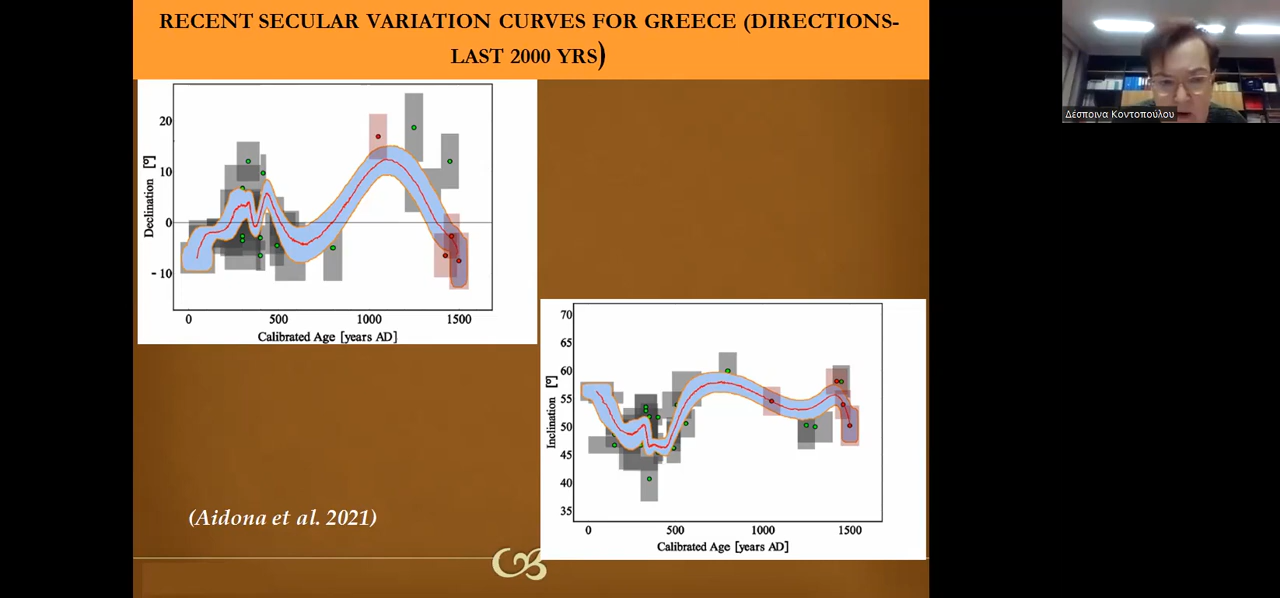 RECENT SECULAR VARIATION CURVES FOR GREECE (DIRECTIONS-
LAST 2000 YRS)
Δέσποινα Κοντοπούλου
20
10
0
- 10
Declination [º]
0 500 1000 1500
Calibrated Age [years AD]
70
65
60
55
50
45
40
35
Inclination [º]
0 500 1000 1500
Calibrated Age [years AD]
(Aidona et al. 2021)